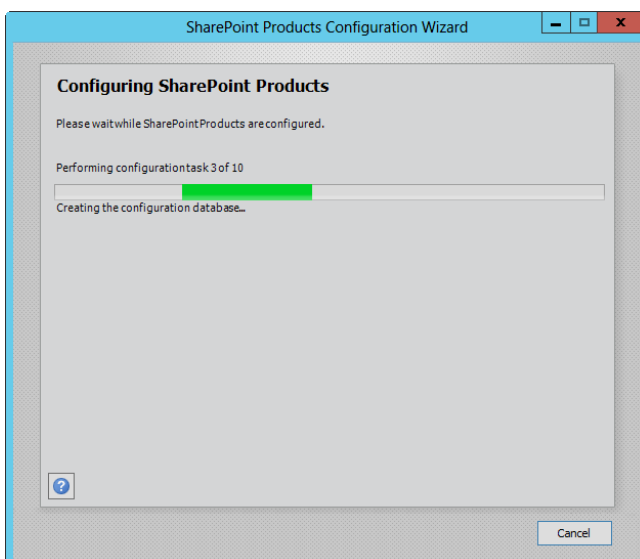 SharePoint Products Configuration Wizard
Configuring SharePoint Products
Please wait while SharePoint Products are configured.
Performing configuration task 3 of 10
Creating the configuration database...
?
Cancel